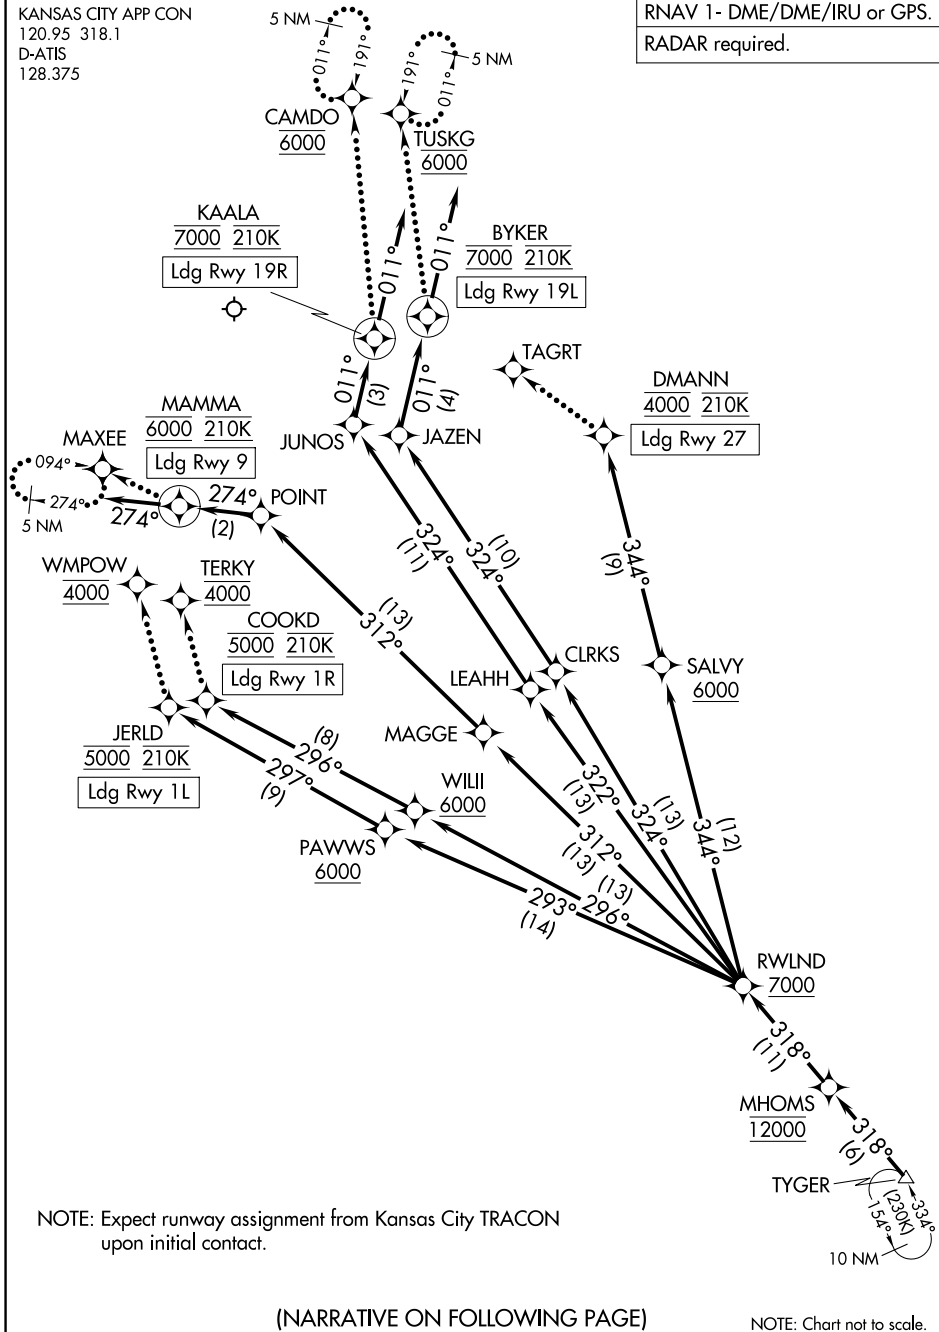 KANSAS CITY APP CON
120.95 318.1
D-ATIS
128.375
RNAV 1- DME/DME/IRU or GPS.
RADAR required.
5 NM
011°
191°
5 NM
191°
011°
CAMDO
6000
TUSKG
6000
KAALA
7000 210K
Ldg Rwy 19R
011°
011°
BYKER
7000 210K
Ldg Rwy 19L
TAGRT
DMANN
4000 210K
Ldg Rwy 27
011°
(3)
011°
(4)
JUNOS
JAZEN
MAMMA
6000 210K
Ldg Rwy 9
MAXEE
094°
274°
5 NM
274°
274°
(2)
POINT
324°
(11)
(10)
324°
344°
(9)
WMPOW
4000
TERKY
4000
COOKD
5000 210K
Ldg Rwy 1R
(13)
312°
CLRKS
LEAHH
SALVY
6000
MAGGE
JERLD
5000 210K
Ldg Rwy 1L
(8)
296°
297°
(9)
WILII
6000
PAWWS
6000
322°
(13)
(13)
324°
(12)
344°
312°
(13)
(13)
296°
293°
(14)
RWLND
7000
318°
(11)
MHOMS
12000
318°
(6)
TYGER
334°
(230K)
154°
10 NM
NOTE: Expect runway assignment from Kansas City TRACON
upon initial contact.
(NARRATIVE ON FOLLOWING PAGE)
NOTE: Chart not to scale.